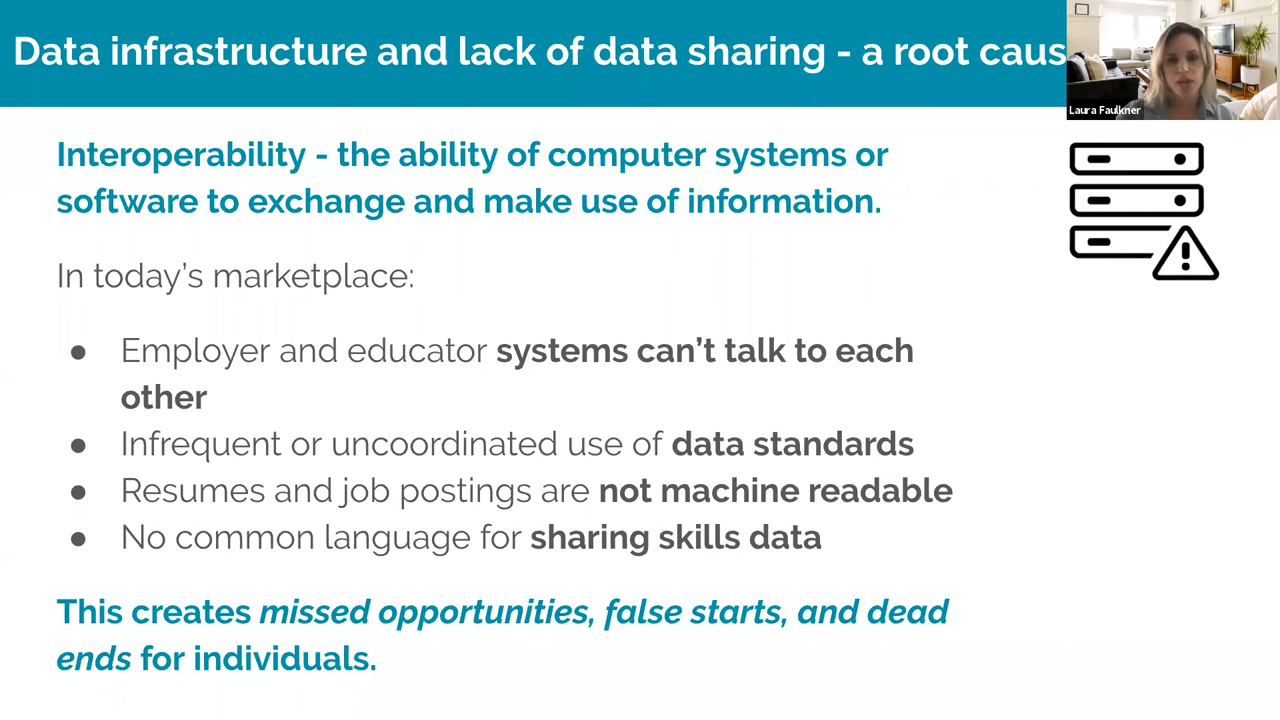 Data infrastructure and lack of data sharing - a root caus
Laura Faulkner
Interoperability - the ability of computer systems or
software to exchange and make use of information.
In today’s marketplace:
● Employer and educator systems can’t talk to each
other
● Infrequent or uncoordinated use of data standards
● Resumes and job postings are not machine readable
● No common language for sharing skills data
This creates missed opportunities, false starts, and dead
ends for individuals.